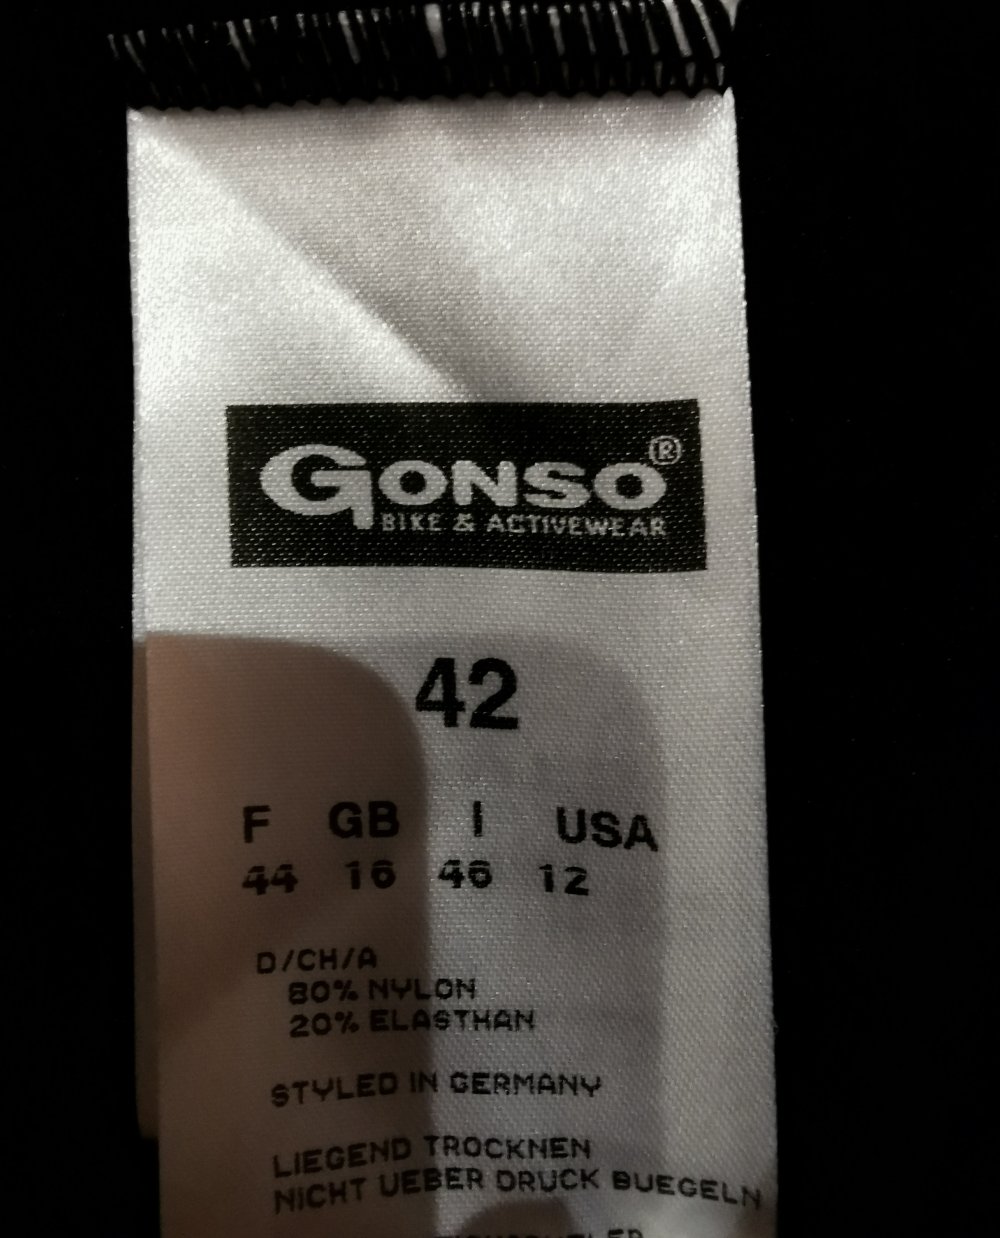 GONSO®
BIKE & ACTIVEWEAR
42
F GB I USA
44 16 46 12
D/CH/A
80% NYLON
20% ELASTHAN
STYLED IN GERMANY
LIEGEND TROCKNEN
NICHT UEBER DRUCK BUEGELN